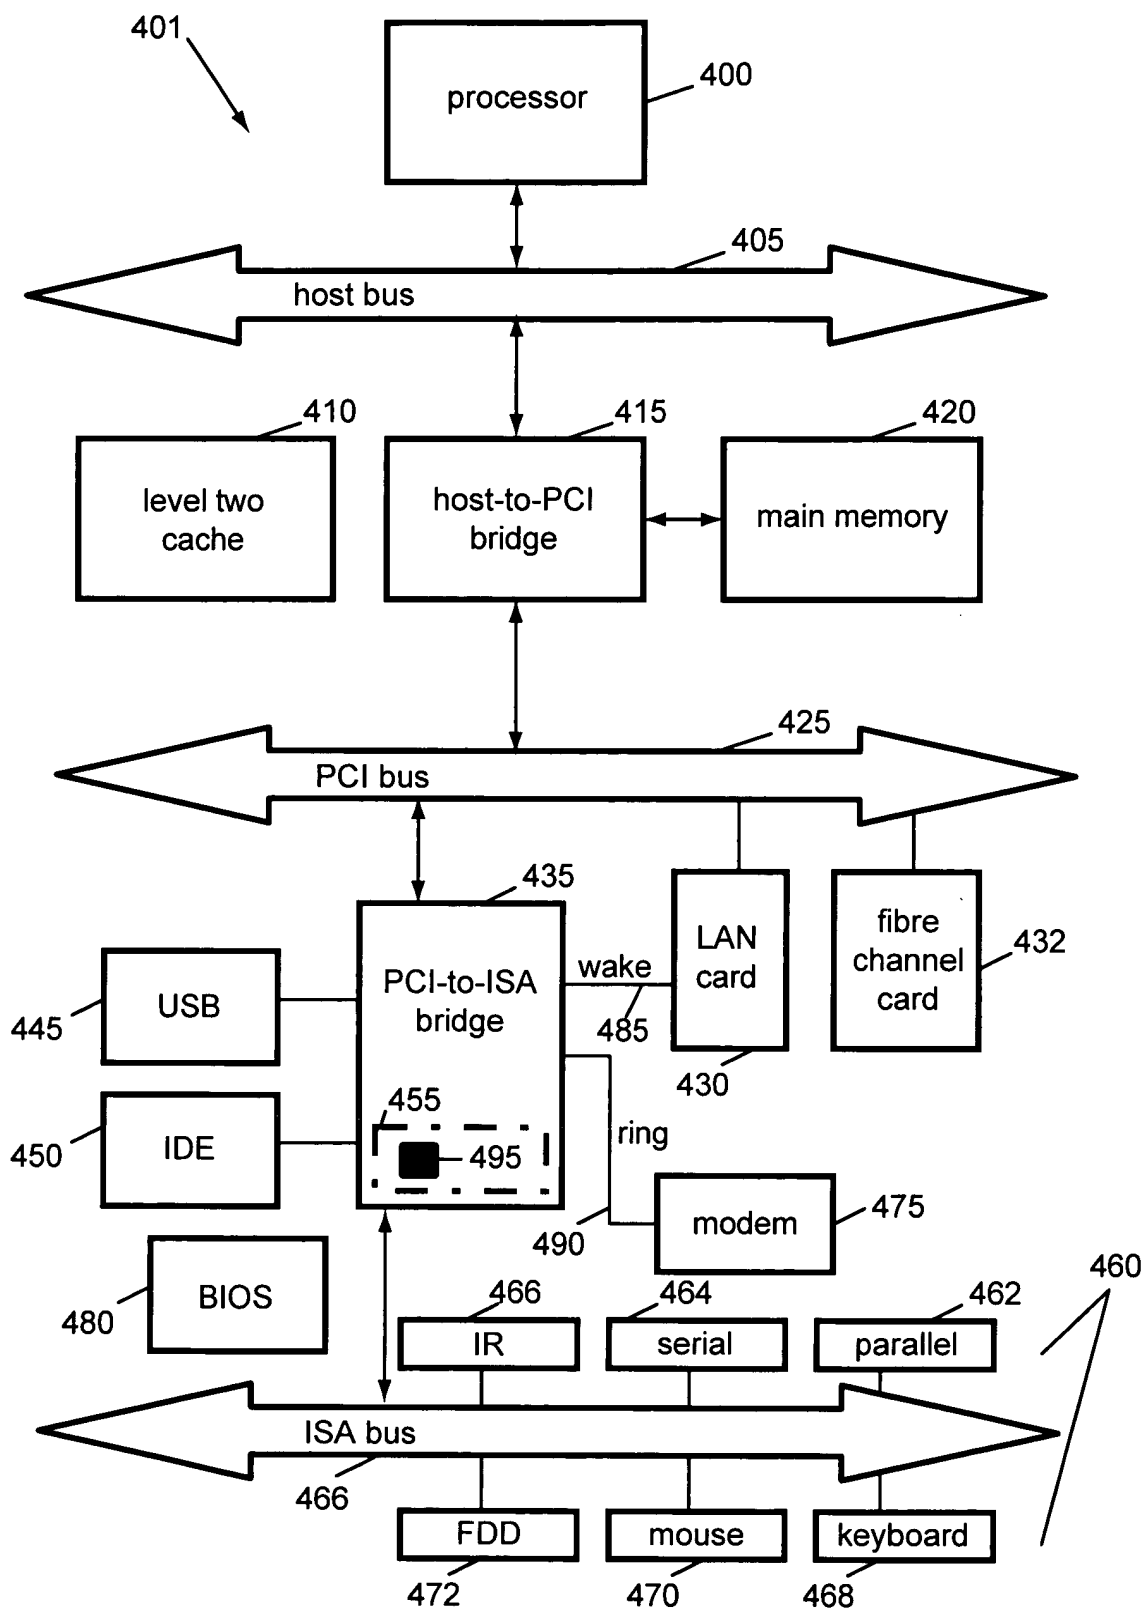 401
processor
400
405
host bus
410
415
420
level two
cache
host-to-PCI
bridge
main memory
425
PCI bus
435
LAN
card
fibre
channel
card
432
USB
445
PCI-to-ISA
bridge
wake
485
430
IDE
450
455
495
ring
modem
475
490
BIOS
480
460
466
464
462
IR
serial
parallel
ISA bus
466
FDD
mouse
keyboard
472
470
468